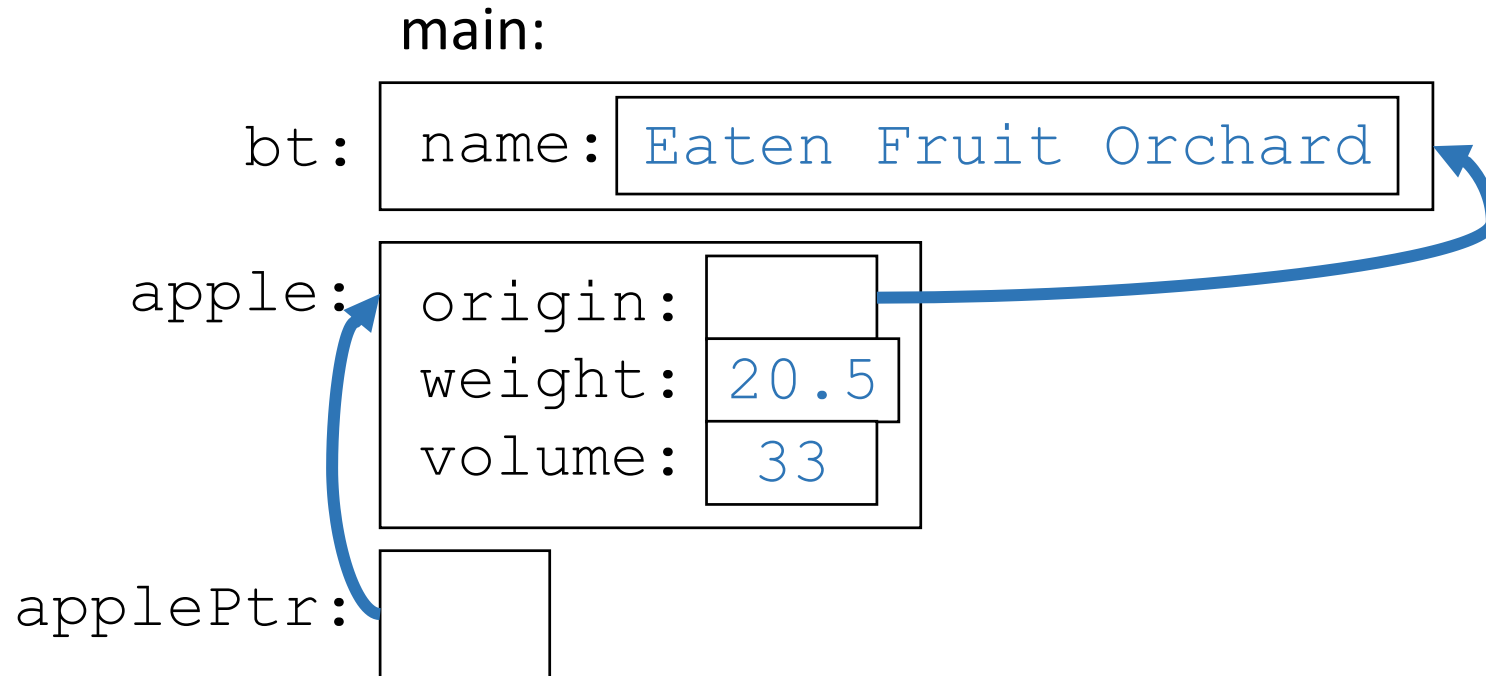 main:
bt: name: Eaten Fruit Orchard
apple: origin:
weight: 20.5
volume: 33
applePtr: